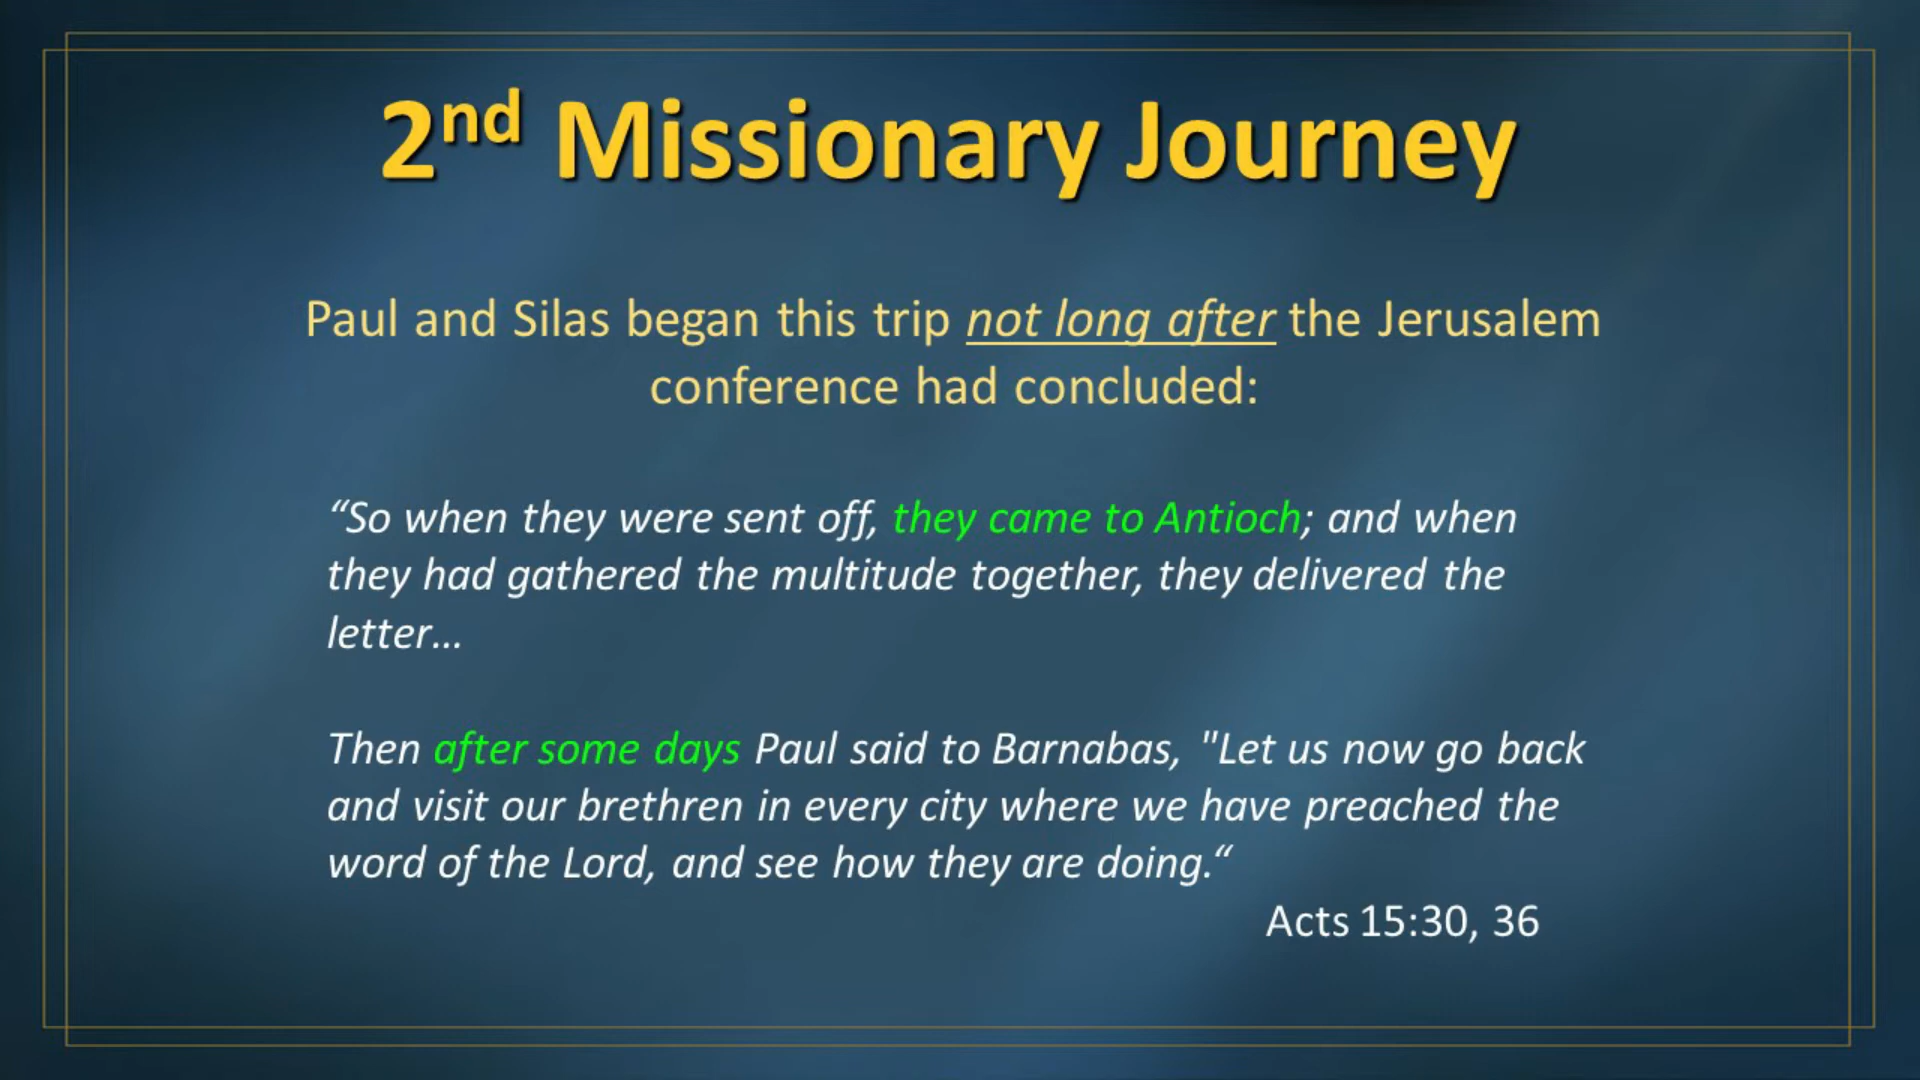 2nd Missionary Journey
Paul and Silas began this trip not long after the Jerusalem
conference had concluded:
“So when they were sent off, they came to Antioch; and when
they had gathered the multitude together, they delivered the
letter…
Then after some days Paul said to Barnabas, "Let us now go back
and visit our brethren in every city where we have preached the
word of the Lord, and see how they are doing.“
Acts 15:30, 36